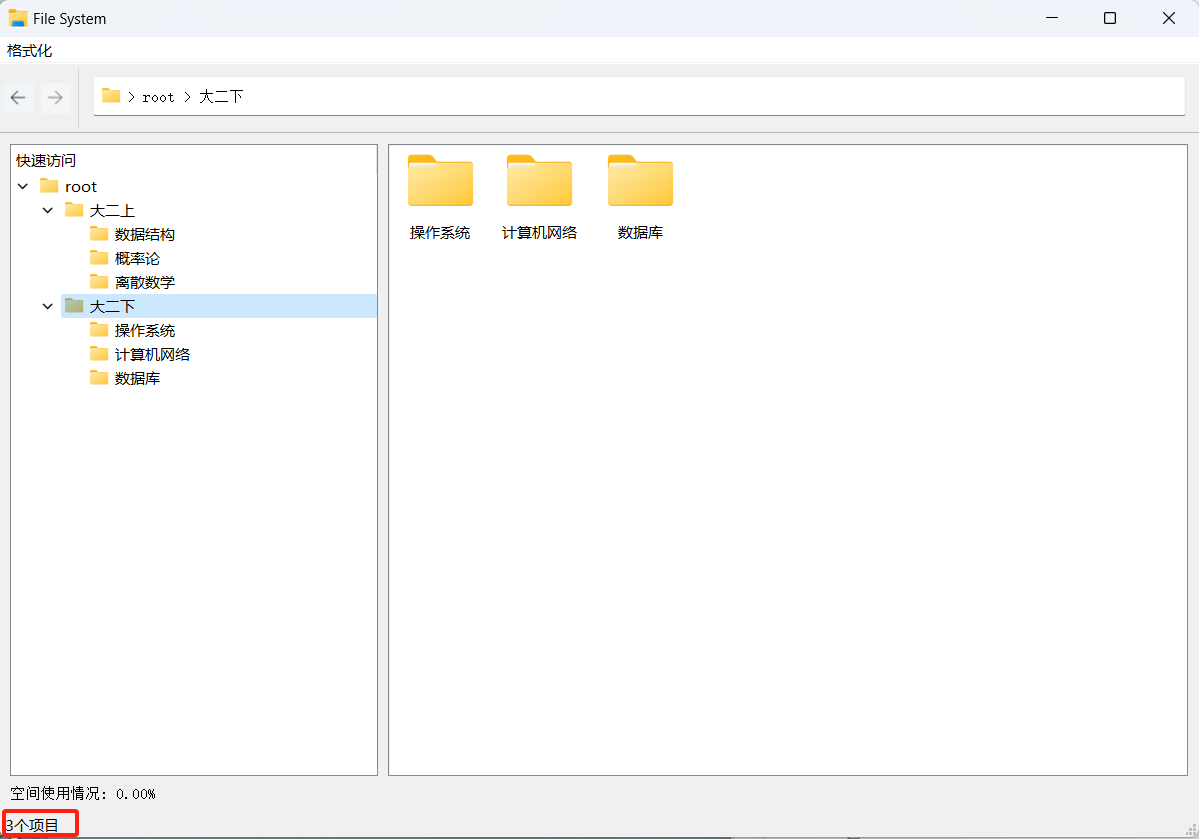 File System
格式化
> root > 大二下
快速访问
root
大二上
数据结构
概率论
离散数学
大二下
操作系统
计算机网络
数据库
操作系统 计算机网络 数据库
空间使用情况: 0.00%
3个项目